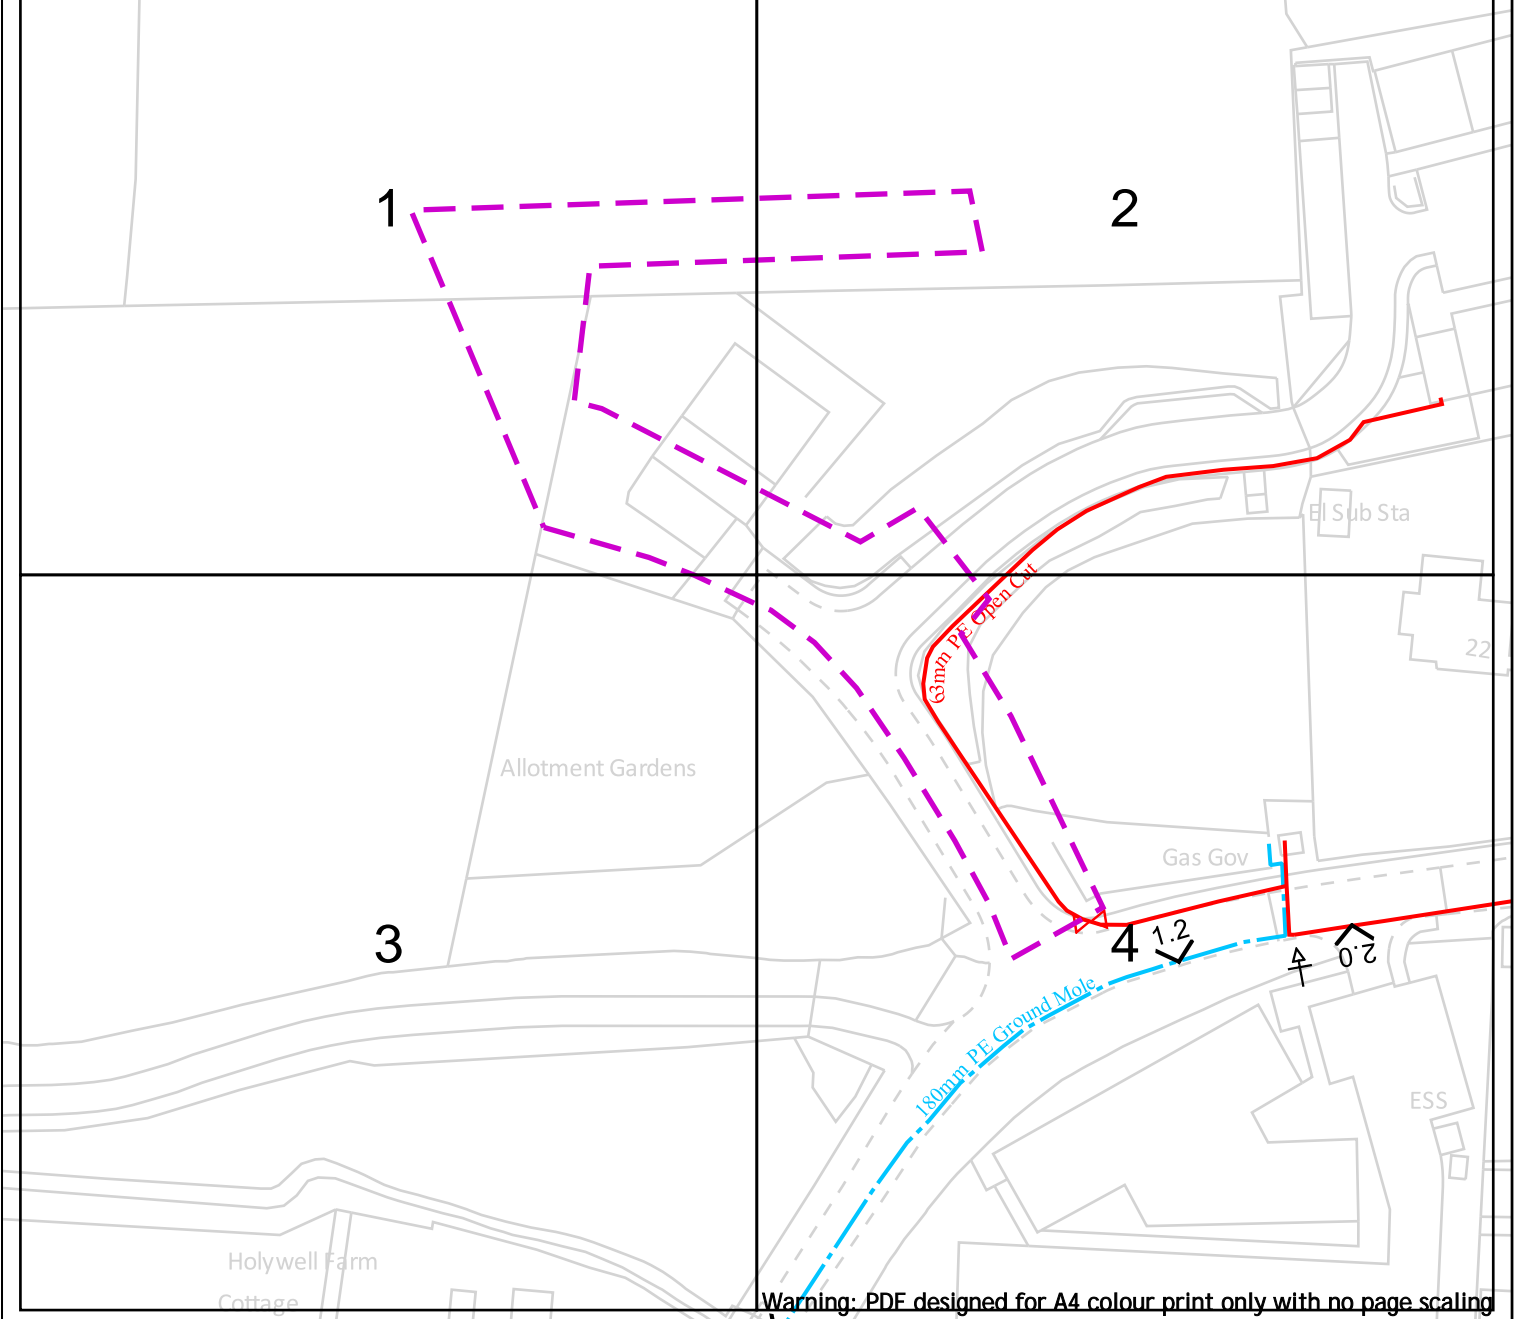 1
2
El Sub Sta
63mm PE Open Cut
22
Allotment Gardens
Gas Gov
3
4
1.2
2.0
180mm PE Ground Mole
ESS
Holywell Farm
Cottage
Warning: PDF designed for A4 colour print only with no page scaling